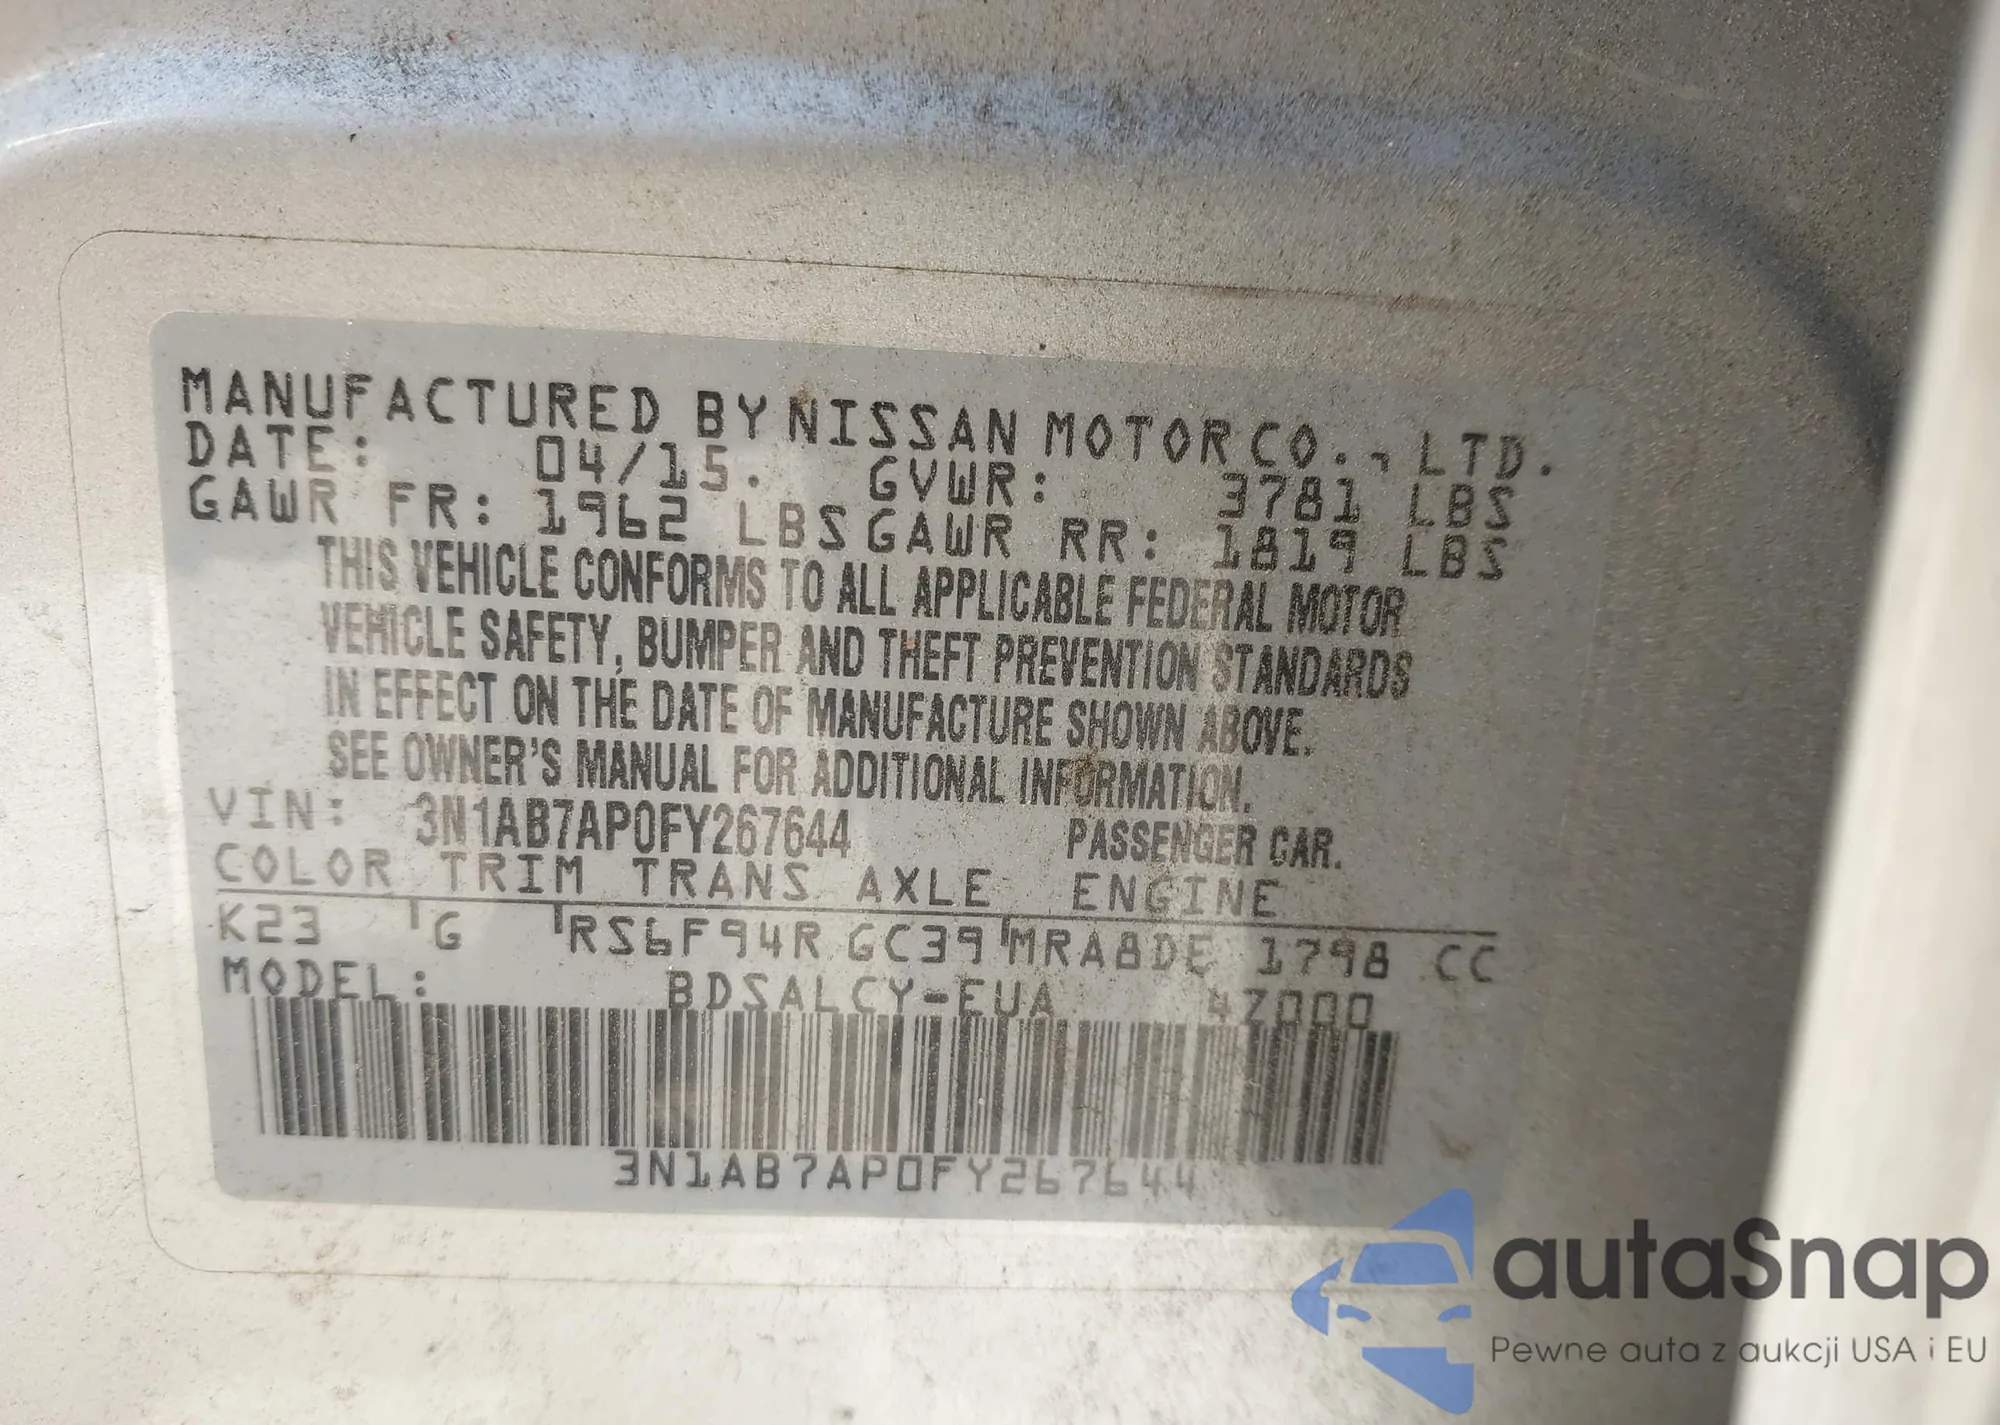 MANUFACTURED BY NISSAN MOTOR CO., LTD.
DATE: 04/15. GVWR: 3781 LBS
GAWR FR: 1962 LBS GAWR RR: 1819 LBS
THIS VEHICLE CONFORMS TO ALL APPLICABLE FEDERAL MOTOR
VEHICLE SAFETY, BUMPER AND THEFT PREVENTION STANDARDS
IN EFFECT ON THE DATE OF MANUFACTURE SHOWN ABOVE.
SEE OWNER'S MANUAL FOR ADDITIONAL INFORMATION.
VIN: 3N1AB7AP0FY267644 PASSENGER CAR.
COLOR TRIM TRANS AXLE ENGINE
K23 G RS6F94R GC39 MRA8DE 1798 CC
MODEL: BDSALCY-EUA 4Z000
3N1AB7AP0FY267644
autaSnap
Pewne auta z aukcji USA i EU